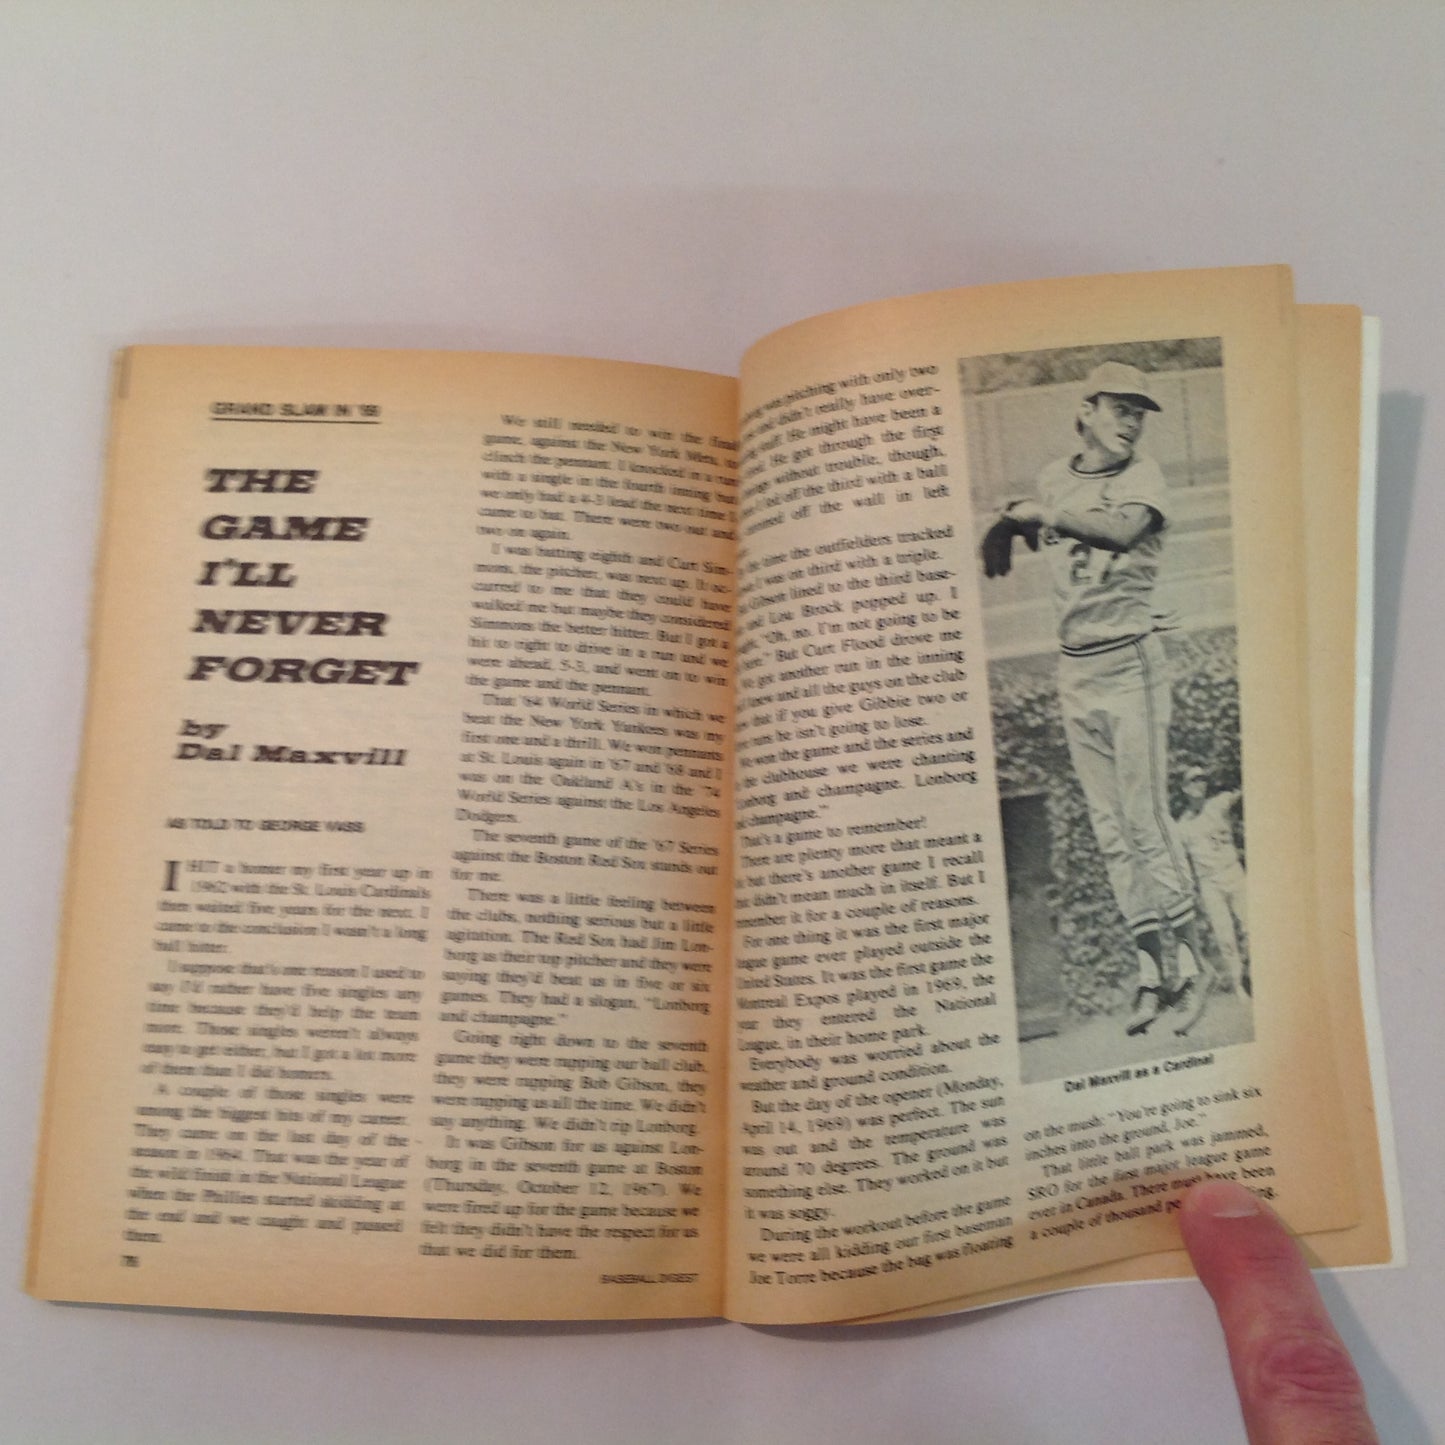 GRAND SLAM IN '69
THE
GAME
I'LL
NEVER
FORGET
by
Dal Maxvill
AS TOLD TO GEORGE VASS
I HIT a homer my first year up in
1962 with the St. Louis Cardinals
then waited five years for the next. I
came to the conclusion I wasn't a long
ball hitter.
I suppose that's one reason I used to
say I'd rather have five singles any
time because they'd help the team
more. Those singles weren't always
easy to get either, but I got a lot more
of them than I did homers.
A couple of those singles were
among the biggest hits of my career.
They came on the last day of the
season in 1964. That was the year of
the wild finish in the National League
when the Phillies started skidding at
the end and we caught and passed
them.
We still needed to win the final
game, against the New York Mets, to
clinch the pennant. I knocked in a run
with a single in the fourth inning but
we only had a 4-3 lead the next time I
came to bat. There were two out and
two on again.
I was batting eighth and Curt Sim-
mons, the pitcher, was next up. It oc-
curred to me that they could have
walked me but maybe they considered
Simmons the better hitter. But I got a
hit to right to drive in a run and we
were ahead, 5-3, and went on to win
the game and the pennant.
That '64 World Series in which we
beat the New York Yankees was my
first one and a thrill. We won pennants
at St. Louis again in '67 and '68 and I
was on the Oakland A's in the '74
World Series against the Los Angeles
Dodgers.
The seventh game of the '67 Series
against the Boston Red Sox stands out
for me.
There was a little feeling between
the clubs, nothing serious but a little
agitation. The Red Sox had Jim Lon-
borg as their top pitcher and they were
saying they'd beat us in five or six
games. They had a slogan, "Lonborg
and champagne."
Going right down to the seventh
game they were rapping our ball club,
they were rapping Bob Gibson, they
were rapping us all the time. We didn't
say anything. We didn't rip Lonborg.
It was Gibson for us against Lon-
borg in the seventh game at Boston
(Thursday, October 12, 1967). We
were fired up for the game because we
felt they didn't have the respect for us
that we did for them.
BASEBALL DIGEST
was pitching with only two
and didn't really have over-
stuff. He might have been a
He got through the first
without trouble, though,
I led off the third with a ball
off the wall in left
the time the outfielders tracked
I was on third with a triple.
Gibson lined to the third base-
and Lou Brock popped up. I
"Oh, no. I'm not going to be
here." But Curt Flood drove me
We got another run in the inning
knew and all the guys on the club
that if you give Gibbie two or
runs he isn't going to lose.
We won the game and the series and
the clubhouse we were chanting
and champagne. Lonborg
champagne."
That's a game to remember!
There are plenty more that meant a
but there's another game I recall
didn't mean much in itself. But I
remember it for a couple of reasons.
For one thing it was the first major
league game ever played outside the
United States. It was the first game the
Montreal Expos played in 1969, the
year they entered the National
League, in their home park.
Everybody was worried about the
weather and ground condition.
But the day of the opener (Monday,
April 14, 1969) was perfect. The sun
was out and the temperature was
around 70 degrees. The ground was
something else. They worked on it but
it was soggy.
During the workout before the game
we were all kidding our first baseman
Joe Torre because the bag was floating
Dal Maxvill as a Cardinal
on the mush: "You're going to sink six
inches into the ground, Joe."
That little ball park was jammed,
SRO for the first major league game
ever in Canada. There must have been
a couple of thousand